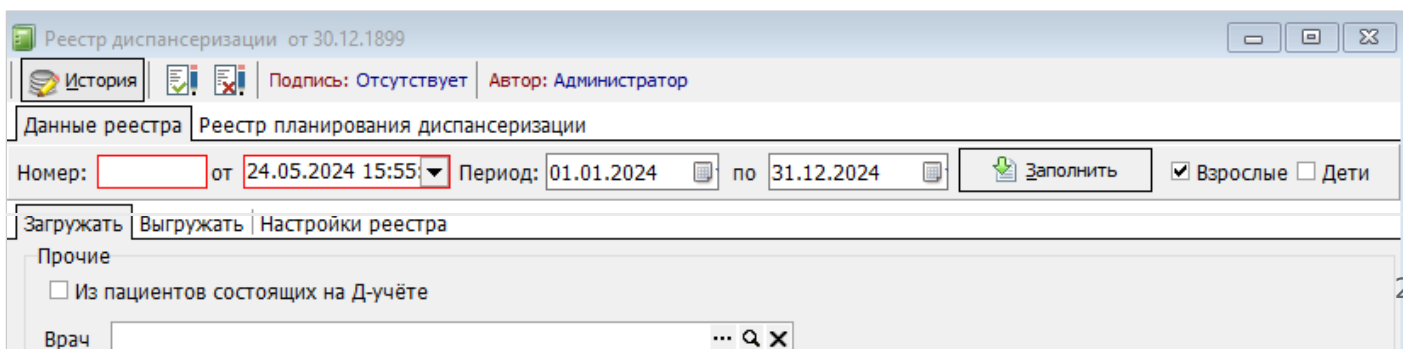 Реестр диспансеризации от 30.12.1899
История Подпись: Отсутствует Автор: Администратор
Данные реестра Реестр планирования диспансеризации
Номер: от 24.05.2024 15:55: Период: 01.01.2024 по 31.12.2024 Заполнить Взрослые Дети
Загружать Выгружать Настройки реестра
Прочие
Из пациентов состоящих на Д-учёте
Врач